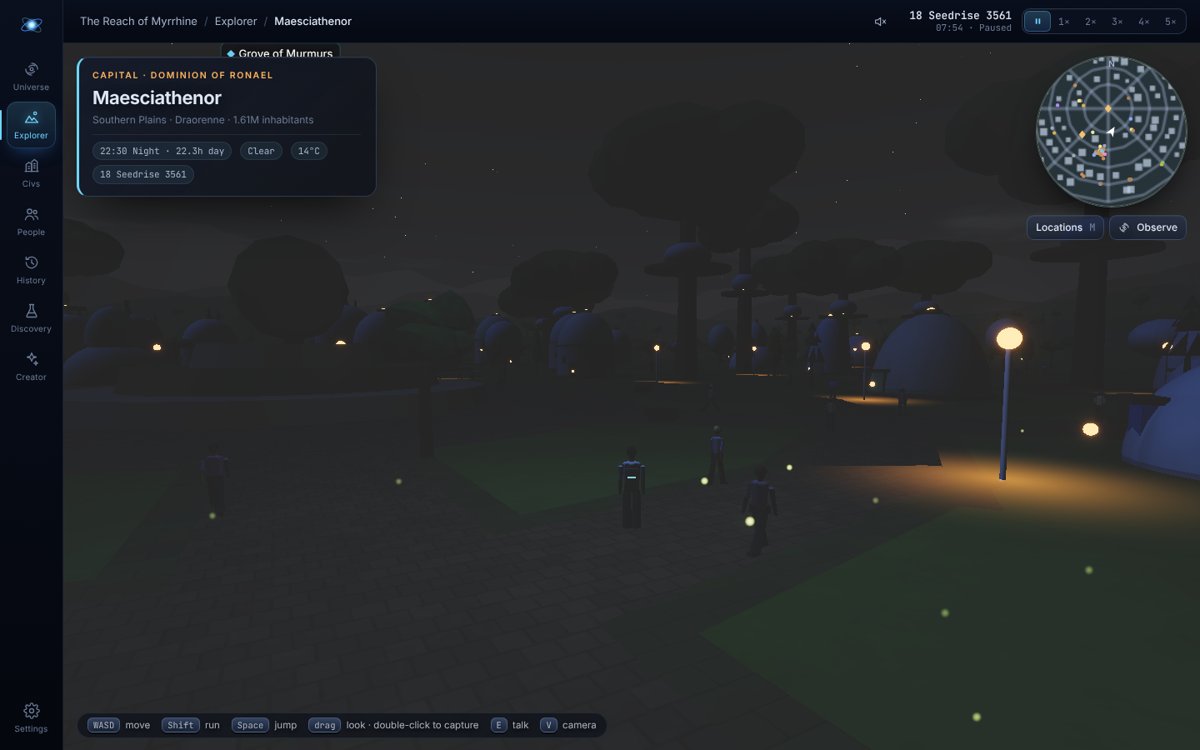 The Reach of Myrrhine / Explorer / Maesciathenor
18 Seedrise 3561
07:54 · Paused
1×
2×
3×
4×
5×
Universe
Explorer
Civs
People
History
Discovery
Creator
Settings
Grove of Murmurs
CAPITAL · DOMINION OF RONAEL
Maesciathenor
Southern Plains · Draorenne · 1.61M inhabitants
22:30 Night · 22.3h day
Clear
14°C
18 Seedrise 3561
N
Locations M
Observe
WASD move Shift run Space jump drag look · double-click to capture E talk V camera